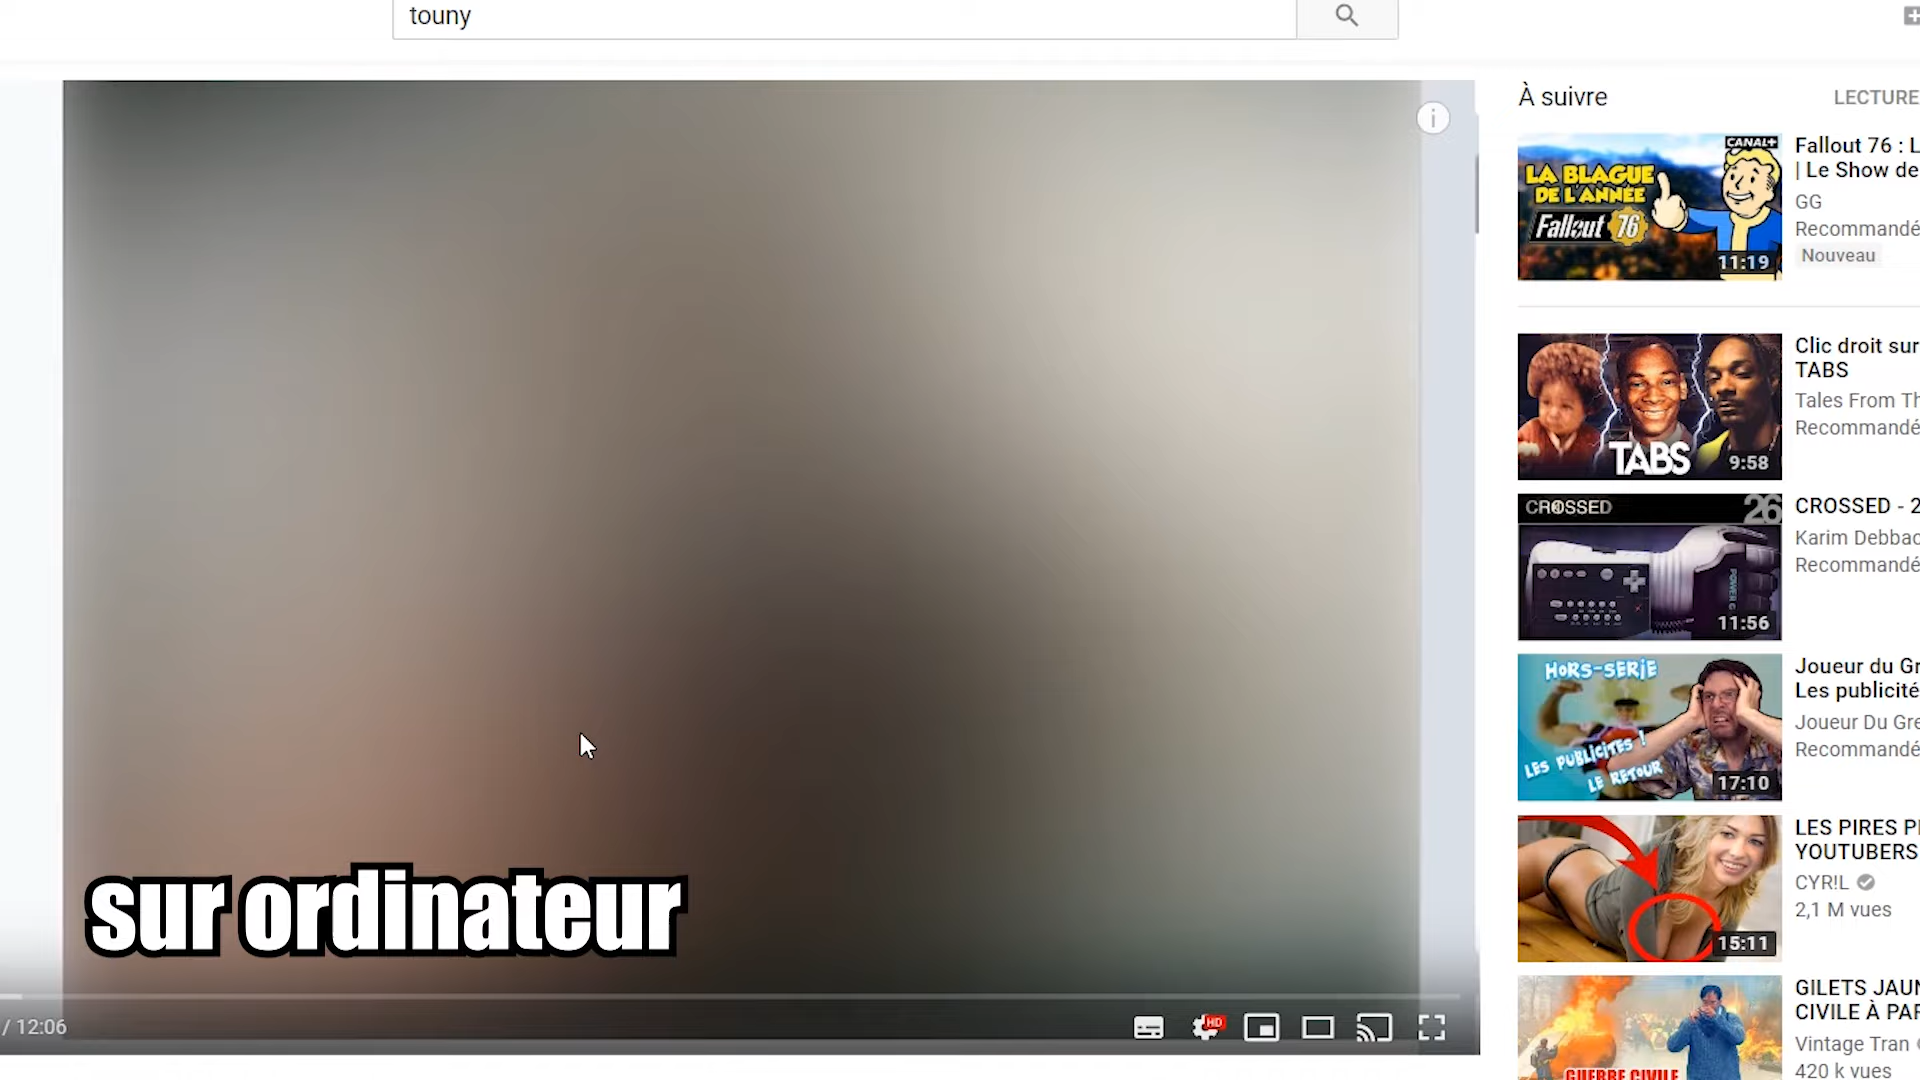 touny
À suivre
LECTURE
CANAL+
LA BLAGUE
DE L'ANNÉE
Fallout 76
11:19
Fallout 76 : L
| Le Show de
GG
Recommandé
Nouveau
TABS
9:58
Clic droit sur
TABS
Tales From Th
Recommandé
CROSSED
26
11:56
CROSSED - 2
Karim Debbac
Recommandé
HORS-SERIE
LES PUBLICITÉS !
LE RETOUR
17:10
Joueur du Gr
Les publicité
Joueur Du Gre
Recommandé
15:11
LES PIRES P
YOUTUBERS
CYR!L
2,1 M vues
GUERRE CIVILE
GILETS JAUN
CIVILE À PAR
Vintage Tran
420 k vues
sur ordinateur
/ 12:06
HD